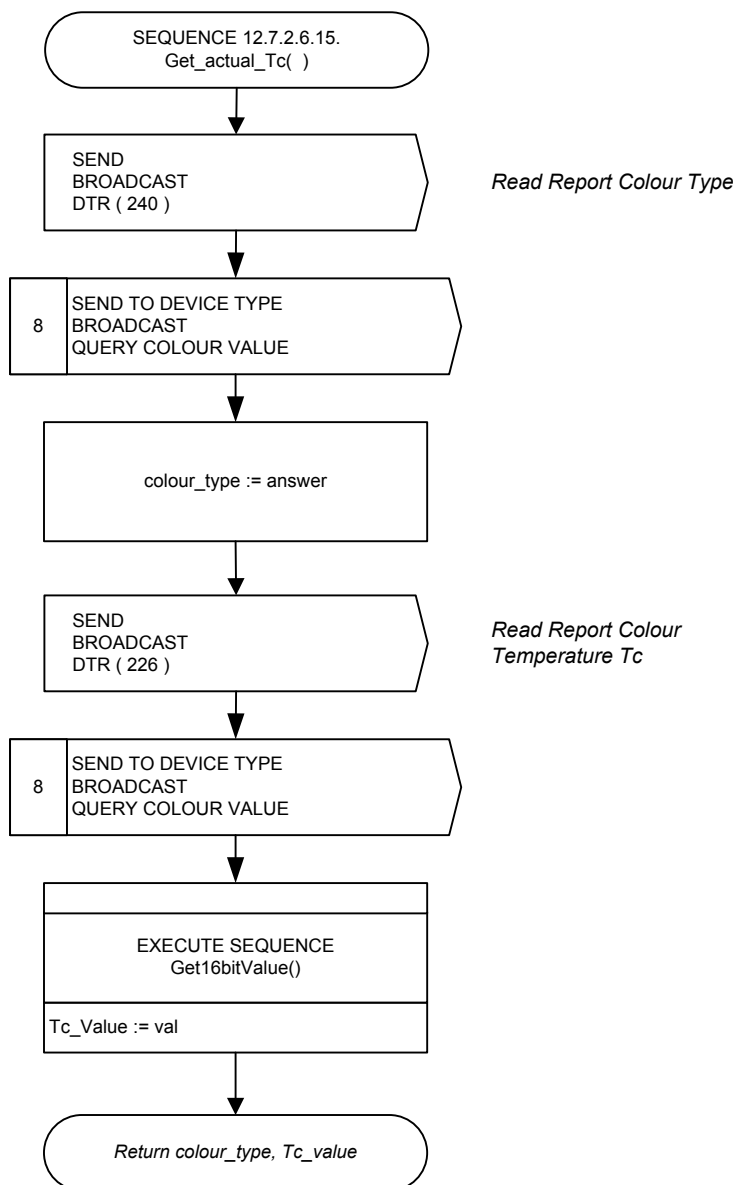 SEQUENCE 12.7.2.6.15.
Get_actual_Tc( )
SEND
BROADCAST
DTR ( 240 )
Read Report Colour Type
8
SEND TO DEVICE TYPE
BROADCAST
QUERY COLOUR VALUE
colour_type := answer
SEND
BROADCAST
DTR ( 226 )
Read Report Colour
Temperature Tc
8
SEND TO DEVICE TYPE
BROADCAST
QUERY COLOUR VALUE
EXECUTE SEQUENCE
Get16bitValue()
Tc_Value := val
Return colour_type, Tc_value